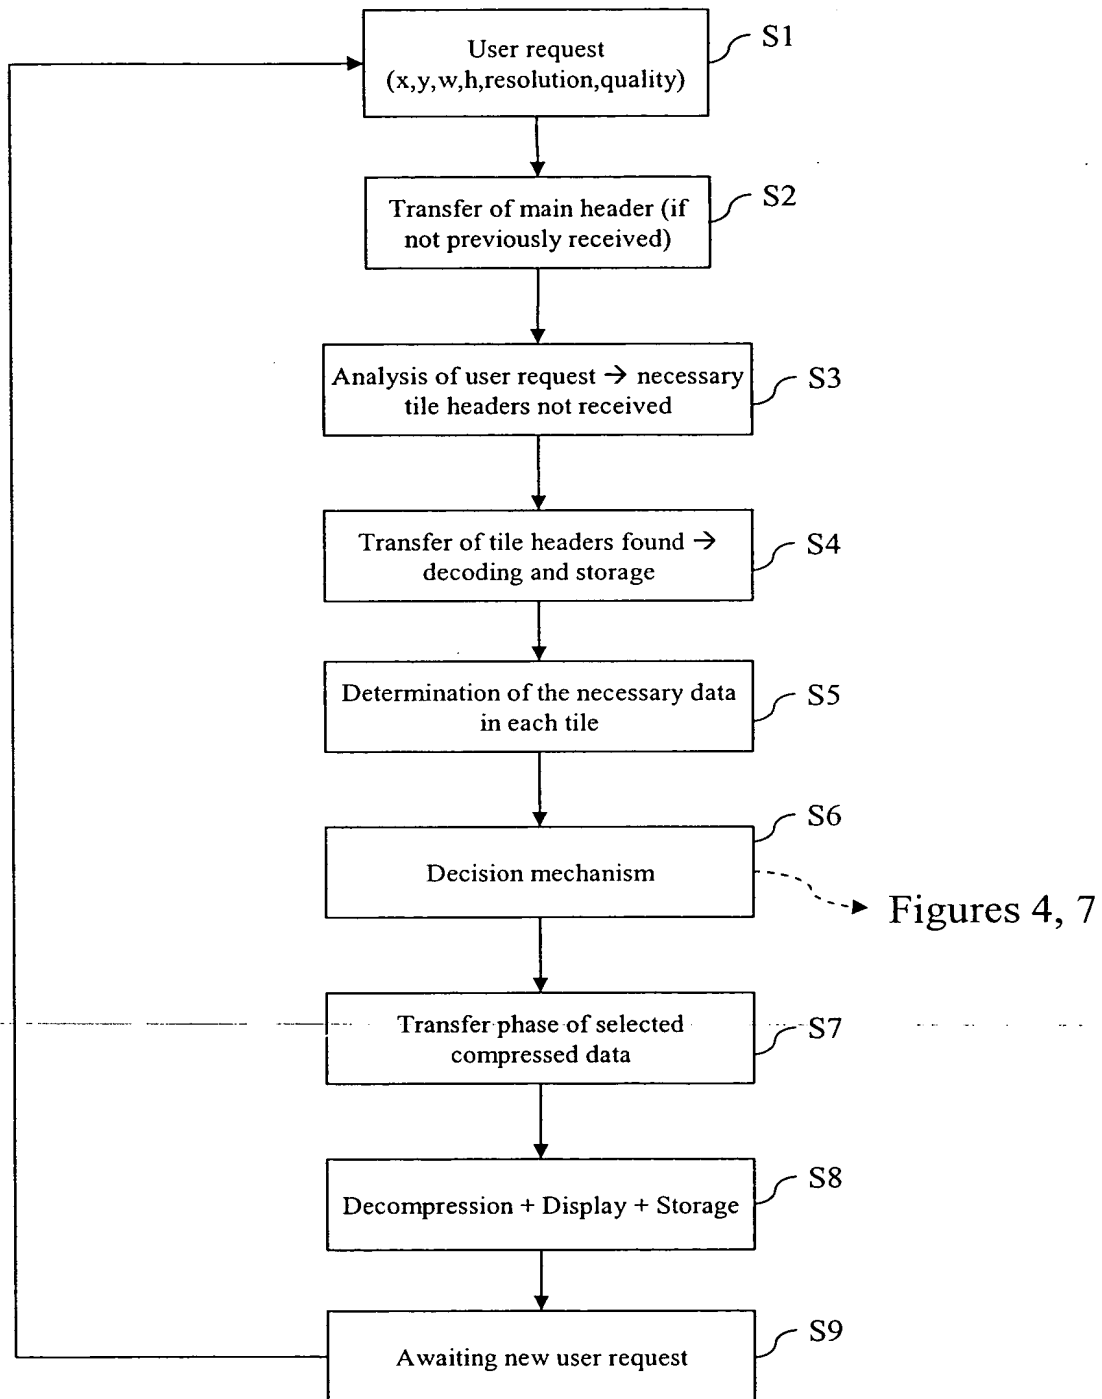 User request
(x,y,w,h,resolution,quality)
S1
Transfer of main header (if
not previously received)
S2
Analysis of user request → necessary
tile headers not received
S3
Transfer of tile headers found →
decoding and storage
S4
Determination of the necessary data
in each tile
S5
Decision mechanism
S6
Figures 4, 7
Transfer phase of selected
compressed data
S7
Decompression + Display + Storage
S8
Awaiting new user request
S9